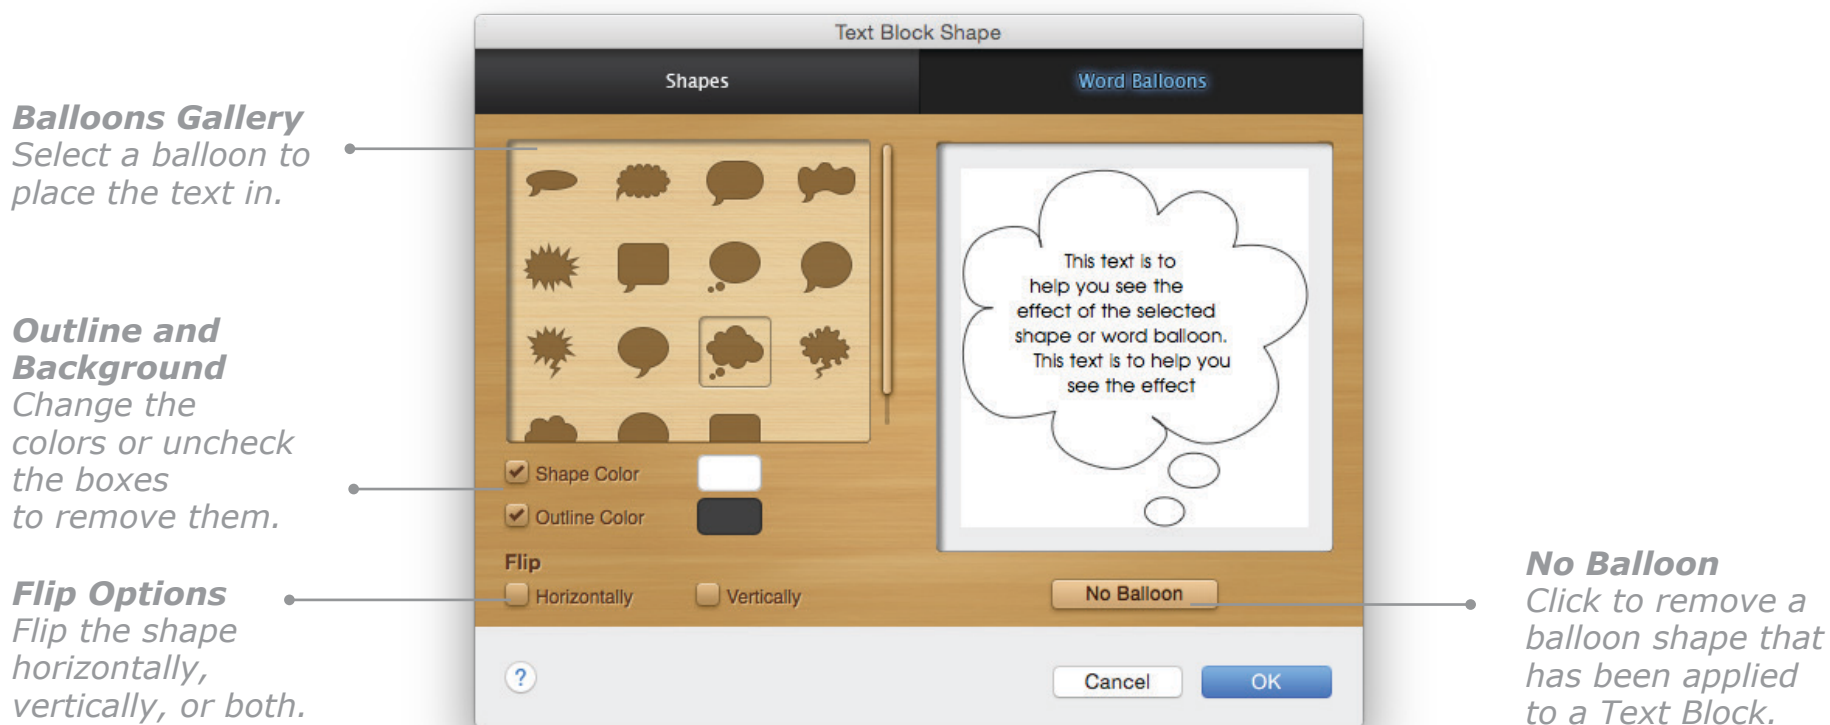 Text Block Shape
Shapes
Word Balloons
Balloons Gallery
Select a balloon to
place the text in.
Outline and
Background
Change the
colors or uncheck
the boxes
to remove them.
Flip Options
Flip the shape
horizontally,
vertically, or both.
This text is to
help you see the
effect of the selected
shape or word balloon.
This text is to help you
see the effect
Shape Color
Outline Color
Flip
Horizontally
Vertically
No Balloon
?
Cancel
OK
No Balloon
Click to remove a
balloon shape that
has been applied
to a Text Block.